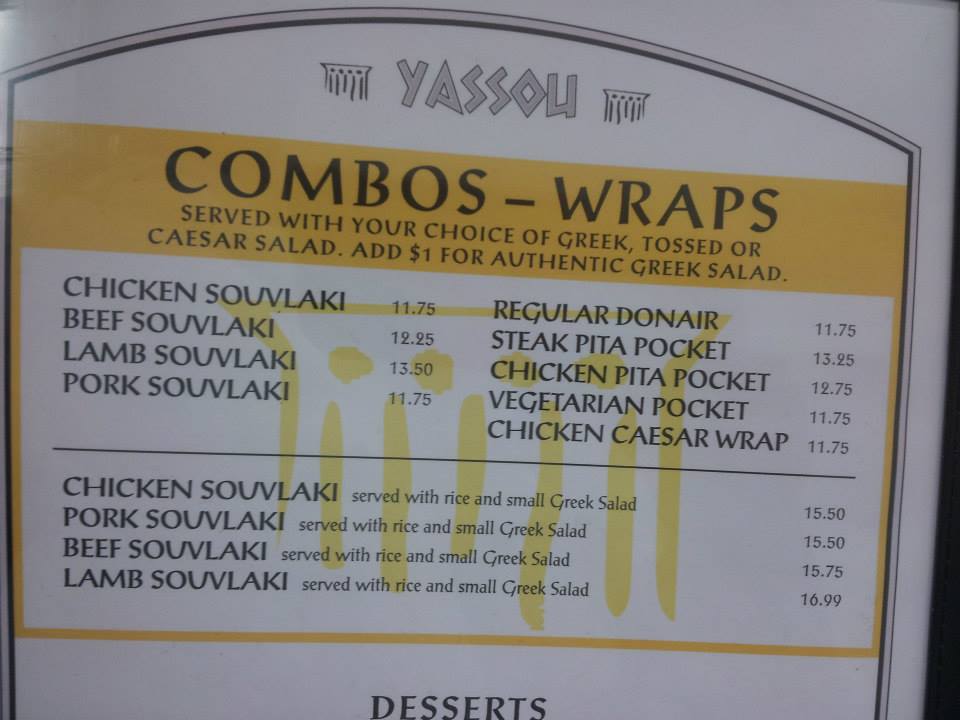 YASSOU
COMBOS – WRAPS
SERVED WITH YOUR CHOICE OF GREEK, TOSSED OR
CAESAR SALAD. ADD $1 FOR AUTHENTIC GREEK SALAD.
CHICKEN SOUVLAKI 11.75
BEEF SOUVLAKI 12.25
LAMB SOUVLAKI 13.50
PORK SOUVLAKI 11.75
REGULAR DONAIR 11.75
STEAK PITA POCKET 13.25
CHICKEN PITA POCKET 12.75
VEGETARIAN POCKET 11.75
CHICKEN CAESAR WRAP 11.75
CHICKEN SOUVLAKI served with rice and small Greek Salad 15.50
PORK SOUVLAKI served with rice and small Greek Salad 15.50
BEEF SOUVLAKI served with rice and small Greek Salad 15.75
LAMB SOUVLAKI served with rice and small Greek Salad 16.99
DESSERTS